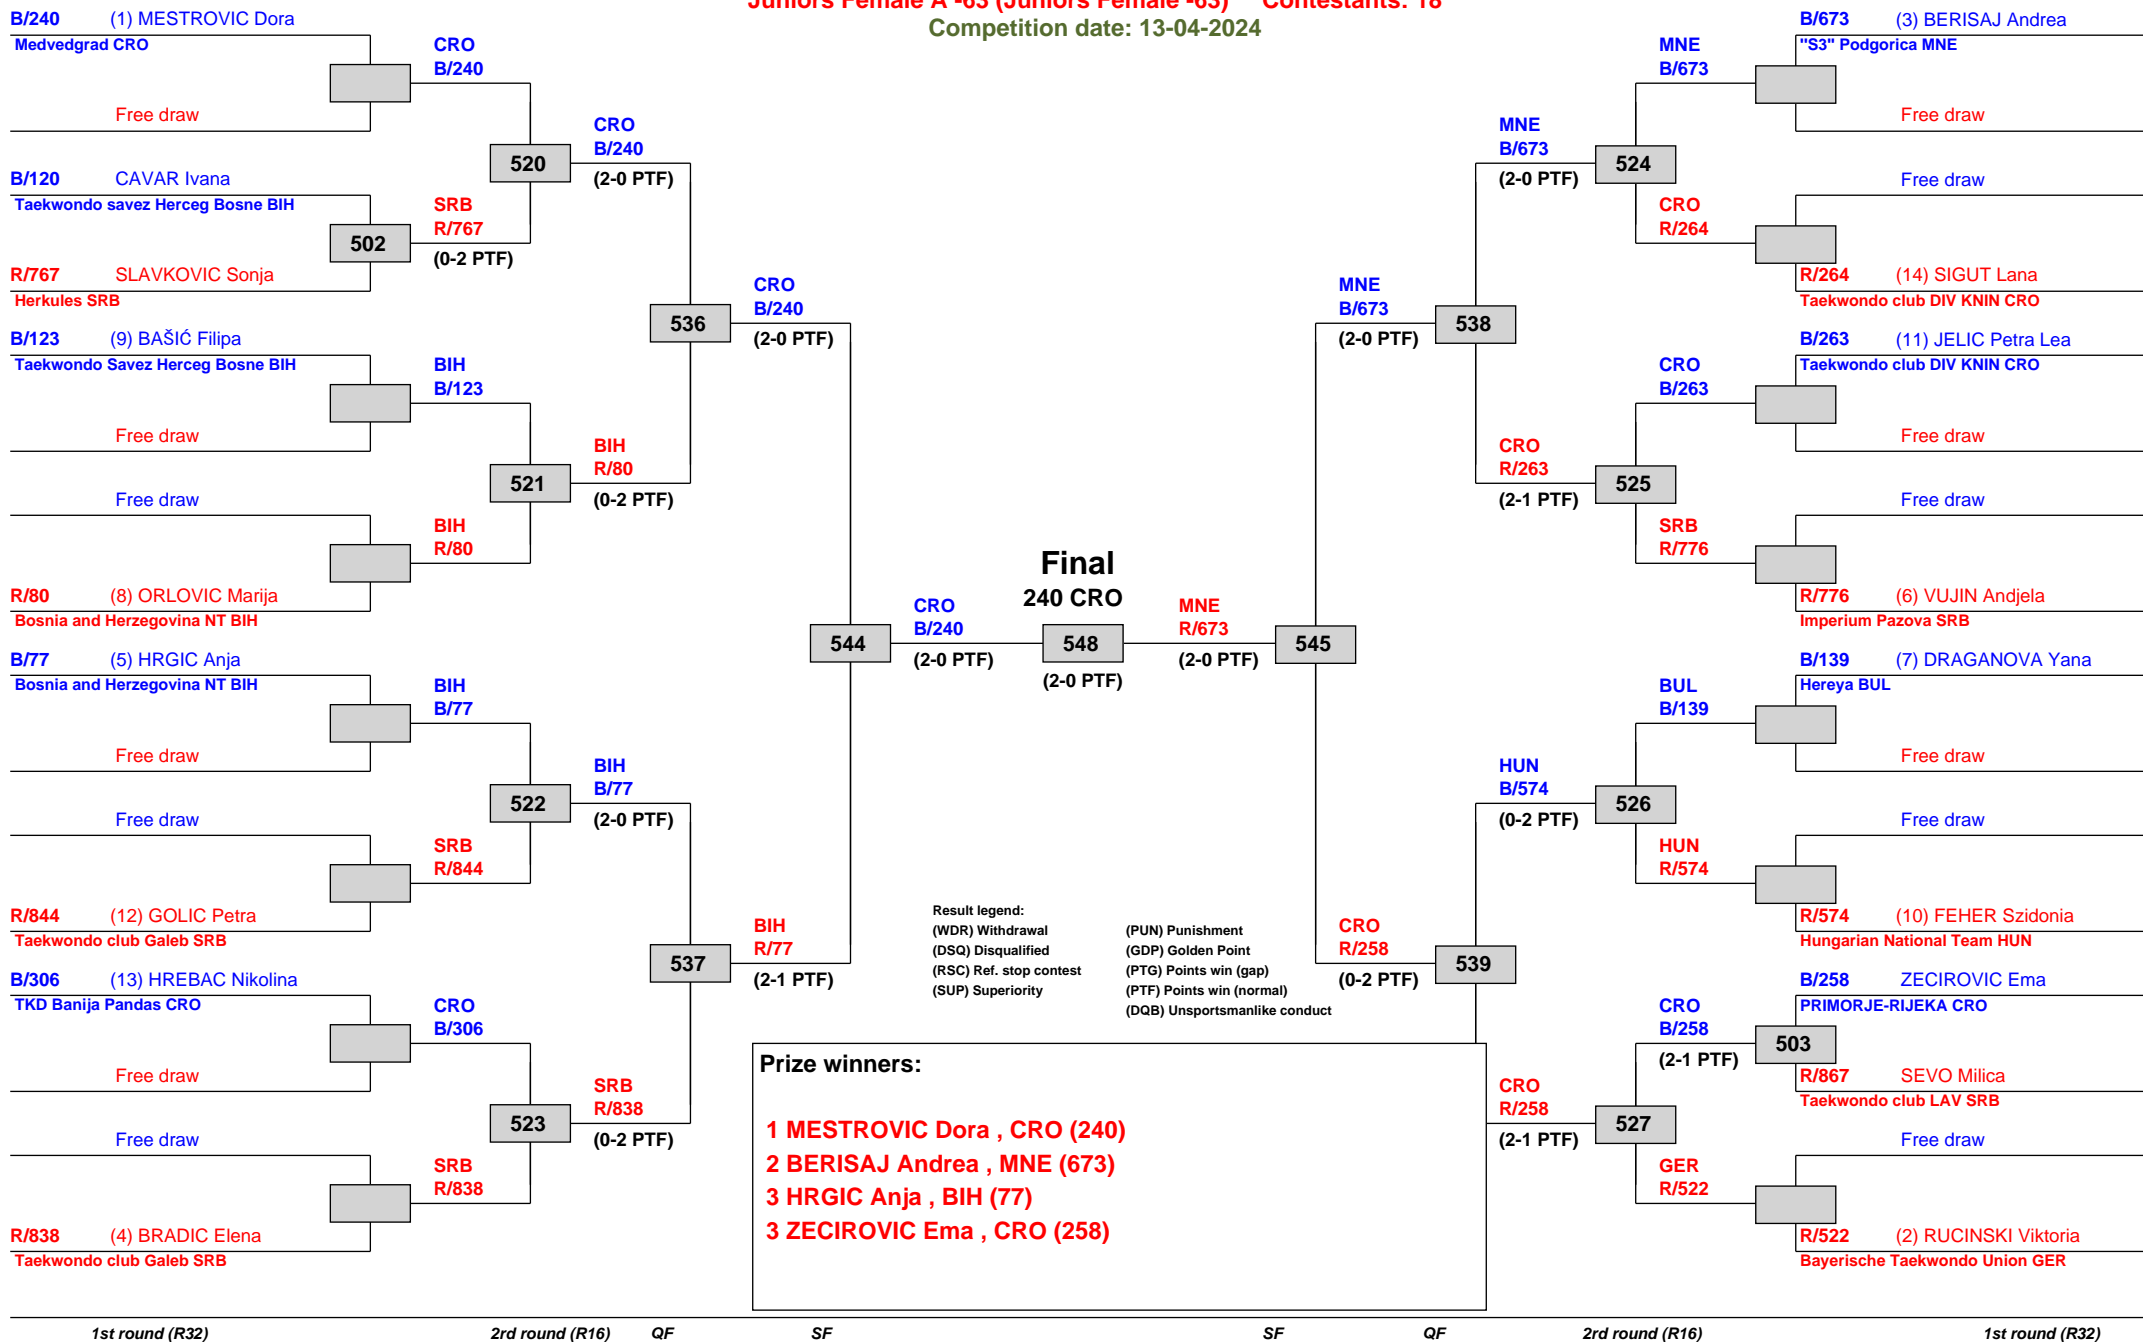 Juniors Female A -63 (Juniors Female -63) Contestants: 18
Competition date: 13-04-2024
B/240 (1) MESTROVIC Dora
Medvedgrad CRO
Free draw
B/120 CAVAR Ivana
Taekwondo savez Herceg Bosne BIH
502
R/767 SLAVKOVIC Sonja
Herkules SRB
B/123 (9) BAŠIĆ Filipa
Taekwondo Savez Herceg Bosne BIH
Free draw
Free draw
R/80 (8) ORLOVIC Marija
Bosnia and Herzegovina NT BIH
B/77 (5) HRGIC Anja
Bosnia and Herzegovina NT BIH
Free draw
Free draw
R/844 (12) GOLIC Petra
Taekwondo club Galeb SRB
B/306 (13) HREBAC Nikolina
TKD Banija Pandas CRO
Free draw
Free draw
R/838 (4) BRADIC Elena
Taekwondo club Galeb SRB
CRO
B/240
520
SRB
R/767
(0-2 PTF)
BIH
B/123
521
BIH
R/80
BIH
B/77
522
SRB
R/844
CRO
B/306
523
SRB
R/838
CRO
B/240
(2-0 PTF)
536
BIH
R/80
(0-2 PTF)
BIH
B/77
(2-0 PTF)
537
SRB
R/838
(0-2 PTF)
CRO
B/240
(2-0 PTF)
544
BIH
R/77
(2-1 PTF)
CRO
B/240
(2-0 PTF)
Final
240 CRO
548
(2-0 PTF)
MNE
R/673
(2-0 PTF)
545
MNE
B/673
(2-0 PTF)
538
CRO
R/258
(0-2 PTF)
539
MNE
B/673
(2-0 PTF)
524
CRO
R/263
(2-1 PTF)
525
HUN
B/574
(0-2 PTF)
526
CRO
R/258
(2-1 PTF)
527
MNE
B/673
CRO
R/264
CRO
B/263
SRB
R/776
BUL
B/139
HUN
R/574
CRO
B/258
(2-1 PTF)
503
GER
R/522
B/673 (3) BERISAJ Andrea
"S3" Podgorica MNE
Free draw
Free draw
R/264 (14) SIGUT Lana
Taekwondo club DIV KNIN CRO
B/263 (11) JELIC Petra Lea
Taekwondo club DIV KNIN CRO
Free draw
Free draw
R/776 (6) VUJIN Andjela
Imperium Pazova SRB
B/139 (7) DRAGANOVA Yana
Hereya BUL
Free draw
Free draw
R/574 (10) FEHER Szidonia
Hungarian National Team HUN
B/258 ZECIROVIC Ema
PRIMORJE-RIJEKA CRO
R/867 SEVO Milica
Taekwondo club LAV SRB
Free draw
R/522 (2) RUCINSKI Viktoria
Bayerische Taekwondo Union GER
Result legend:
(WDR) Withdrawal (PUN) Punishment
(DSQ) Disqualified (GDP) Golden Point
(RSC) Ref. stop contest (PTG) Points win (gap)
(SUP) Superiority (PTF) Points win (normal)
(DQB) Unsportsmanlike conduct
Prize winners:
1 MESTROVIC Dora , CRO (240)
2 BERISAJ Andrea , MNE (673)
3 HRGIC Anja , BIH (77)
3 ZECIROVIC Ema , CRO (258)
1st round (R32) 2rd round (R16) QF SF SF QF 2rd round (R16) 1st round (R32)